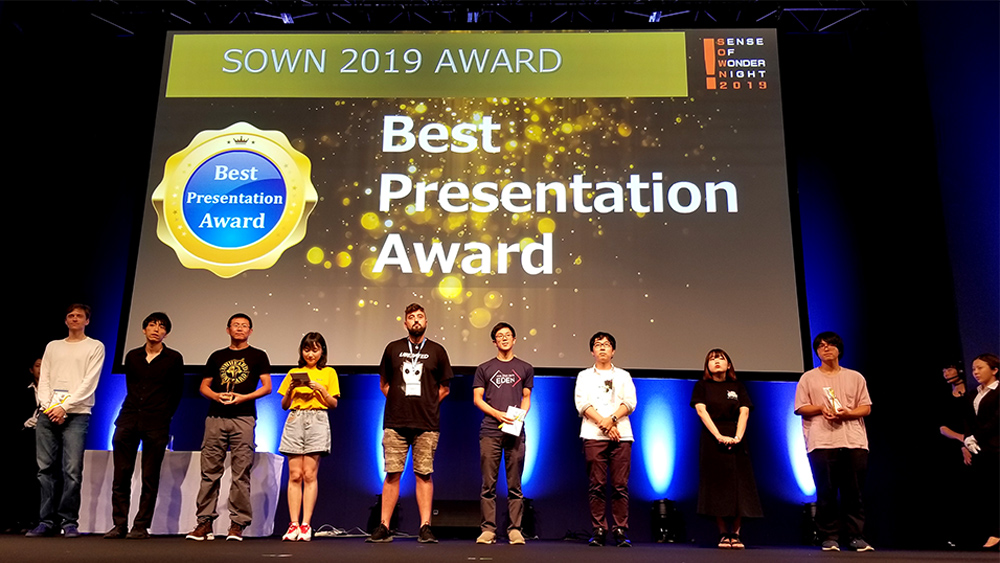 SOWN 2019 AWARD
SENSE
OF
WONDER
NIGHT
2019
Best
Presentation
Award
Best
Presentation
Award
EDEN